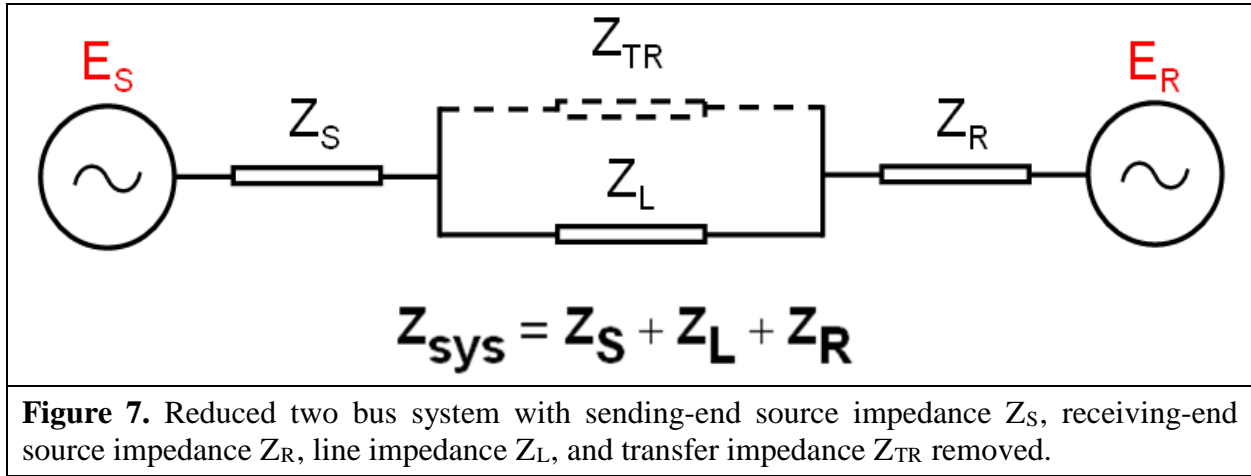 Z_TR
E_S
E_R
Z_S
Z_R
Z_L
Z_sys = Z_S + Z_L + Z_R
Figure 7. Reduced two bus system with sending-end source impedance Z_S, receiving-end
source impedance Z_R, line impedance Z_L, and transfer impedance Z_TR removed.